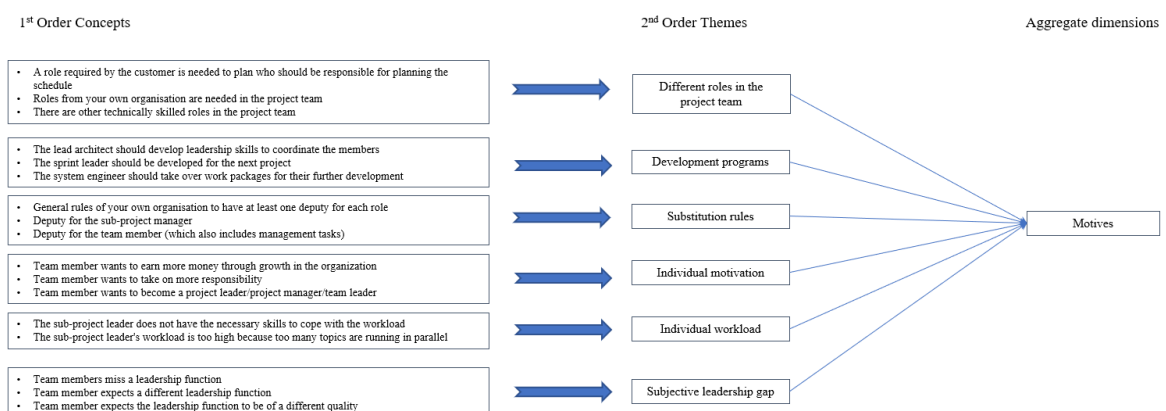 1st Order Concepts
2nd Order Themes
Aggregate dimensions
• A role required by the customer is needed to plan who should be responsible for planning the
schedule
• Roles from your own organisation are needed in the project team
• There are other technically skilled roles in the project team
Different roles in the
project team
• The lead architect should develop leadership skills to coordinate the members
• The sprint leader should be developed for the next project
• The system engineer should take over work packages for their further development
Development programs
• General rules of your own organisation to have at least one deputy for each role
• Deputy for the sub-project manager
• Deputy for the team member (which also includes management tasks)
Substitution rules
Motives
• Team member wants to earn more money through growth in the organization
• Team member wants to take on more responsibility
• Team member wants to become a project leader/project manager/team leader
Individual motivation
• The sub-project leader does not have the necessary skills to cope with the workload
• The sub-project leader's workload is too high because too many topics are running in parallel
Individual workload
• Team members miss a leadership function
• Team member expects a different leadership function
• Team member expects the leadership function to be of a different quality
Subjective leadership gap